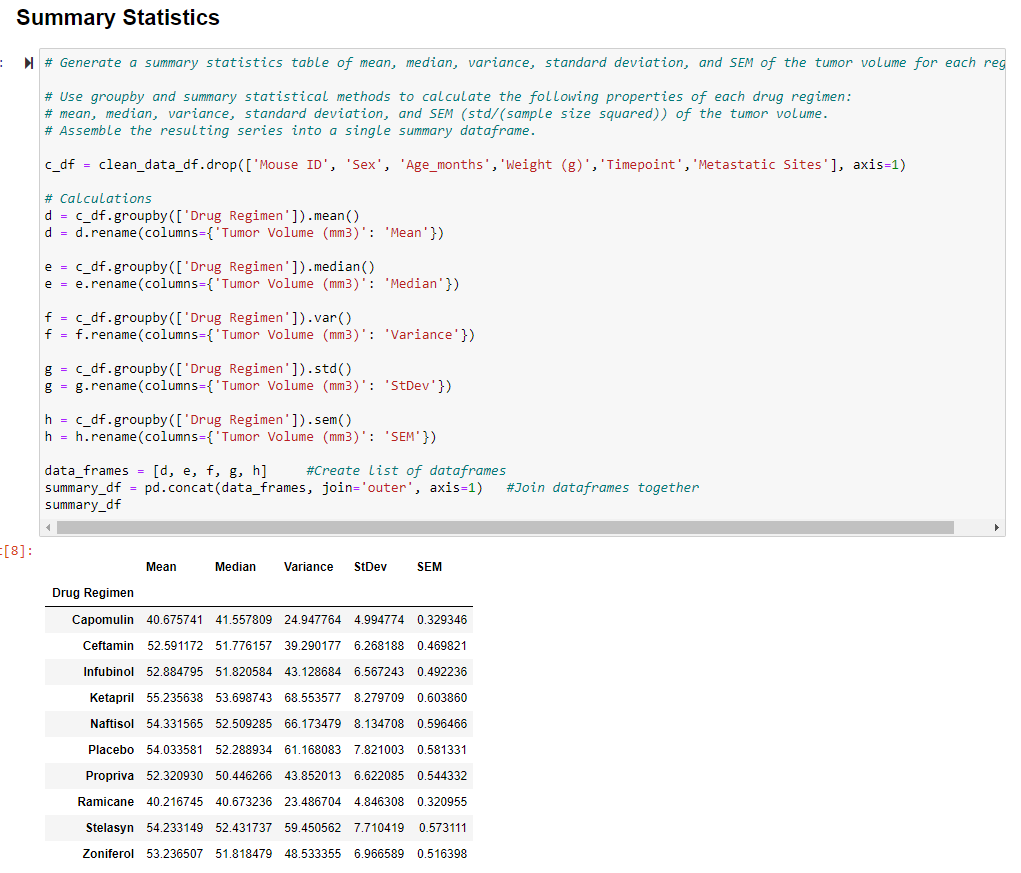 Summary Statistics
# Generate a summary statistics table of mean, median, variance, standard deviation, and SEM of the tumor volume for each reg
# Use groupby and summary statistical methods to calculate the following properties of each drug regimen:
# mean, median, variance, standard deviation, and SEM (std/(sample size squared)) of the tumor volume.
# Assemble the resulting series into a single summary dataframe.
c_df = clean_data_df.drop(['Mouse ID', 'Sex', 'Age_months','Weight (g)','Timepoint','Metastatic Sites'], axis=1)
# Calculations
d = c_df.groupby(['Drug Regimen']).mean()
d = d.rename(columns={'Tumor Volume (mm3)': 'Mean'})
e = c_df.groupby(['Drug Regimen']).median()
e = e.rename(columns={'Tumor Volume (mm3)': 'Median'})
f = c_df.groupby(['Drug Regimen']).var()
f = f.rename(columns={'Tumor Volume (mm3)': 'Variance'})
g = c_df.groupby(['Drug Regimen']).std()
g = g.rename(columns={'Tumor Volume (mm3)': 'StDev'})
h = c_df.groupby(['Drug Regimen']).sem()
h = h.rename(columns={'Tumor Volume (mm3)': 'SEM'})
data_frames = [d, e, f, g, h]     #Create list of dataframes
summary_df = pd.concat(data_frames, join='outer', axis=1)   #Join dataframes together
summary_df
:[8]:
Mean Median Variance StDev SEM
Drug Regimen
Capomulin 40.675741 41.557809 24.947764 4.994774 0.329346
Ceftamin 52.591172 51.776157 39.290177 6.268188 0.469821
Infubinol 52.884795 51.820584 43.128684 6.567243 0.492236
Ketapril 55.235638 53.698743 68.553577 8.279709 0.603860
Naftisol 54.331565 52.509285 66.173479 8.134708 0.596466
Placebo 54.033581 52.288934 61.168083 7.821003 0.581331
Propriva 52.320930 50.446266 43.852013 6.622085 0.544332
Ramicane 40.216745 40.673236 23.486704 4.846308 0.320955
Stelasyn 54.233149 52.431737 59.450562 7.710419 0.573111
Zoniferol 53.236507 51.818479 48.533355 6.966589 0.516398